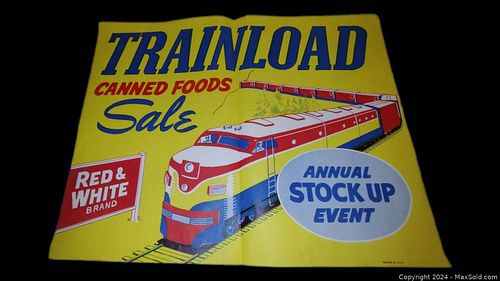 TRAINLOAD
CANNED FOODS
Sale
RED &
WHITE
BRAND
ANNUAL
STOCK UP
EVENT
Copyright © 2024 - MaxSold.com